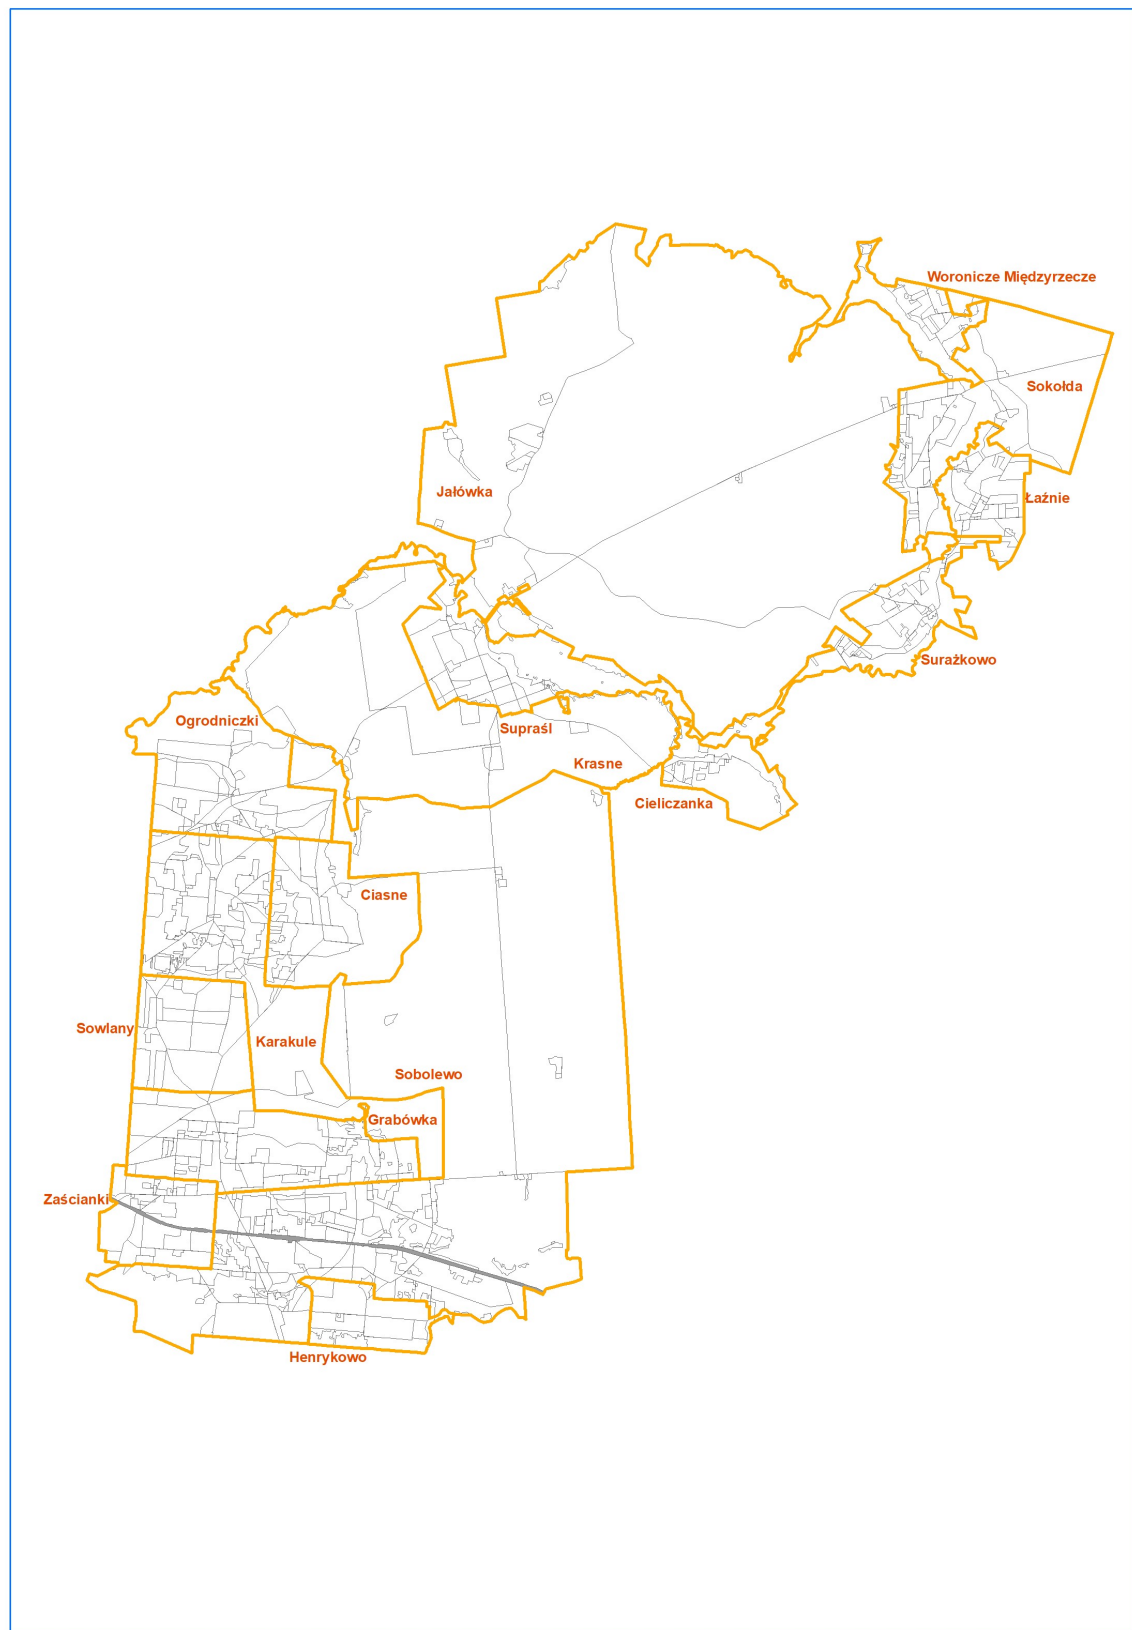 Woronicze Międzyrzecze
Sokołda
Jałówka
Łaźnie
Surażkowo
Ogrodniczki
Supraśl
Krasne
Cieliczanka
Ciasne
Sowlany
Karakule
Sobolewo
Grabówka
Zaścianki
Henrykowo